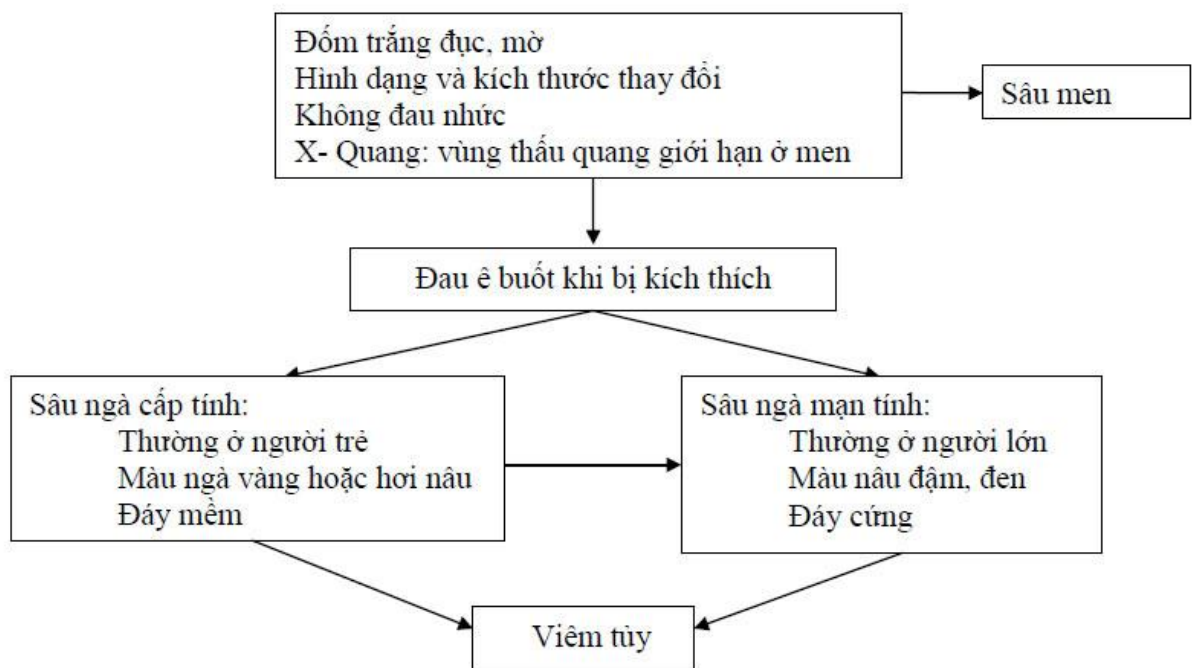 Đốm trắng đục, mờ
Hình dạng và kích thước thay đổi
Không đau nhức
X- Quang: vùng thấu quang giới hạn ở men
Sâu men
Đau ê buốt khi bị kích thích
Sâu ngà cấp tính:
Thường ở người trẻ
Màu ngà vàng hoặc hơi nâu
Đáy mềm
Sâu ngà mạn tính:
Thường ở người lớn
Màu nâu đậm, đen
Đáy cứng
Viêm tủy